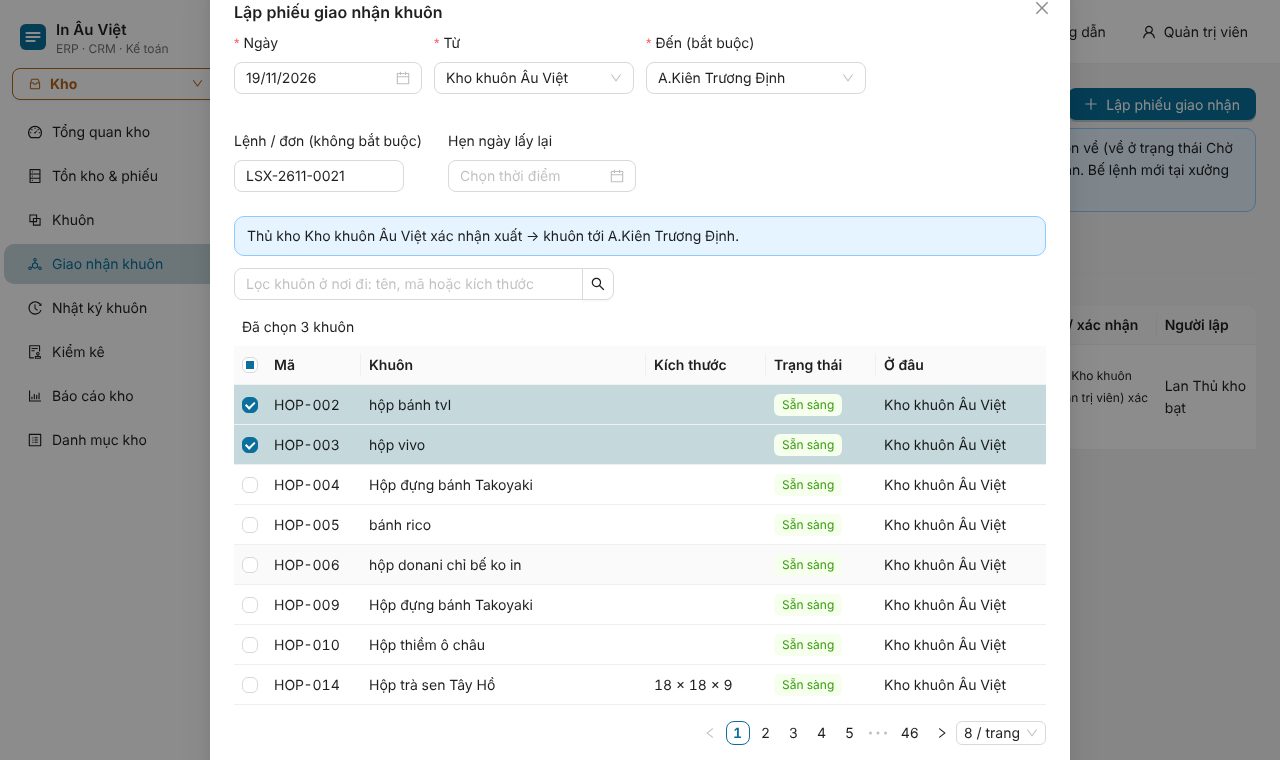 In Âu Việt
ERP · CRM · Kế toán
Kho
Tổng quan kho
Tồn kho & phiếu
Khuôn
Giao nhận khuôn
Nhật ký khuôn
Kiểm kê
Báo cáo kho
Danh mục kho
Lập phiếu giao nhận khuôn
* Ngày
* Từ
* Đến (bắt buộc)
19/11/2026
Kho khuôn Âu Việt
A.Kiên Trương Định
Lệnh / đơn (không bắt buộc)
Hẹn ngày lấy lại
LSX-2611-0021
Chọn thời điểm
Thủ kho Kho khuôn Âu Việt xác nhận xuất → khuôn tới A.Kiên Trương Định.
Lọc khuôn ở nơi đi: tên, mã hoặc kích thước
Đã chọn 3 khuôn
Mã Khuôn Kích thước Trạng thái Ở đâu
HOP-002 hộp bánh tvl Sẵn sàng Kho khuôn Âu Việt
HOP-003 hộp vivo Sẵn sàng Kho khuôn Âu Việt
HOP-004 Hộp đựng bánh Takoyaki Sẵn sàng Kho khuôn Âu Việt
HOP-005 bánh rico Sẵn sàng Kho khuôn Âu Việt
HOP-006 hộp donani chỉ bế ko in Sẵn sàng Kho khuôn Âu Việt
HOP-009 Hộp đựng bánh Takoyaki Sẵn sàng Kho khuôn Âu Việt
HOP-010 Hộp thiềm ô châu Sẵn sàng Kho khuôn Âu Việt
HOP-014 Hộp trà sen Tây Hồ 18 × 18 × 9 Sẵn sàng Kho khuôn Âu Việt
1 2 3 4 5 ••• 46 8 / trang
dẫn
Quản trị viên
+ Lập phiếu giao nhận
về (về ở trạng thái Chờ
Bế lệnh mới tại xưởng
/ xác nhận Người lập
Kho khuôn
trị viên) xác
Lan Thủ kho
bạt